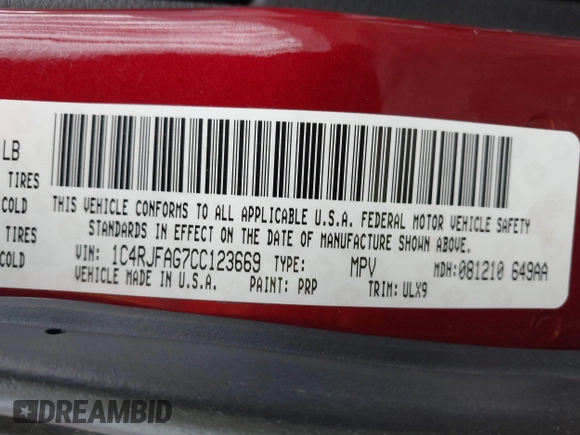 LB
TIRES
COLD
TIRES
COLD
THIS VEHICLE CONFORMS TO ALL APPLICABLE U.S.A. FEDERAL MOTOR VEHICLE SAFETY
STANDARDS IN EFFECT ON THE DATE OF MANUFACTURE SHOWN ABOVE.
VIN: 1C4RJFAG7CC123669 TYPE: MPV MDH:081210 649AA
VEHICLE MADE IN U.S.A. PAINT: PRP TRIM: ULX9
DREAMBID